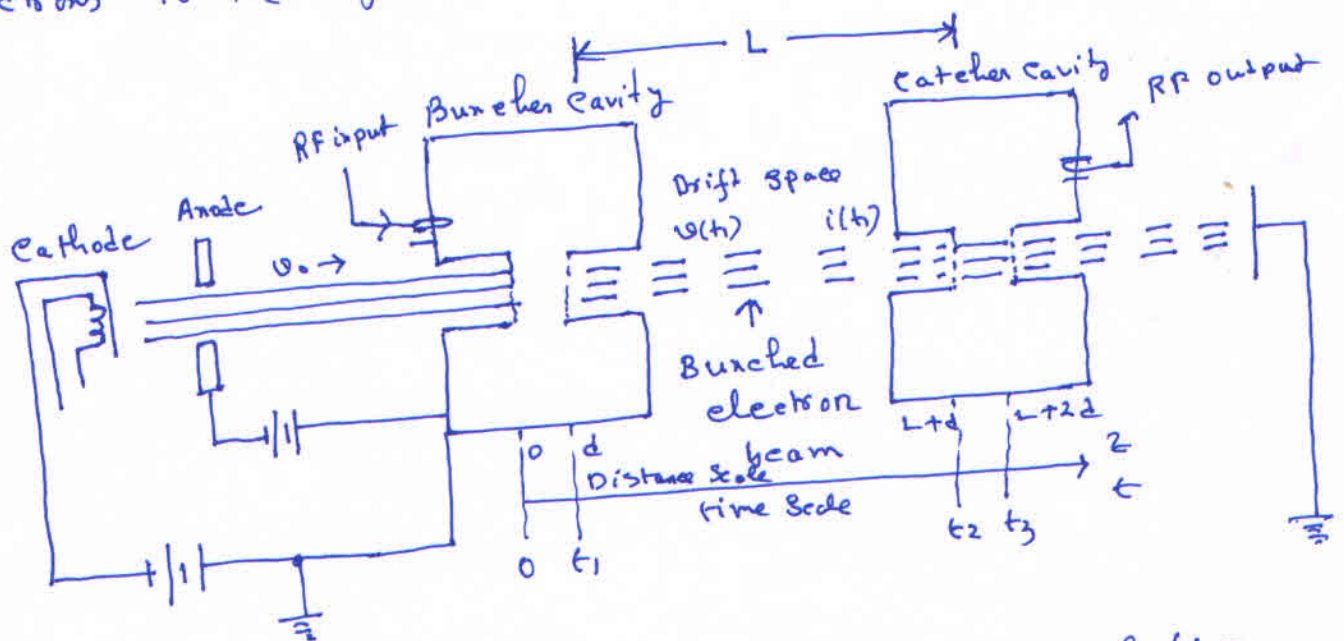 L
Buncher Cavity
Catcher Cavity
RF input
RF output
Anode
Cathode
Drift space
v₀ →
v(t₁)
i(t₂)
Bunched
electron
beam
0
d
L+d
L+2d
Distance Scale
z
time Scale
t
0
t₁
t₂
t₃